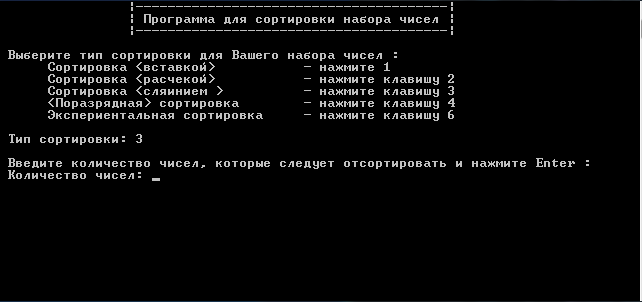 |---------------------------------------|
| Программа для сортировки набора чисел |
|---------------------------------------|
Выберите тип сортировки для Вашего набора чисел :
Сортировка <вставкой> - нажмите 1
Сортировка <расчекой> - нажмите клавишу 2
Сортировка <сляинием > - нажмите клавишу 3
<Поразрядная> сортировка - нажмите клавишу 4
Экспериентальная сортировка - нажмите клавишу 6
Тип сортировки: 3
Введите количество чисел, которые следует отсортировать и нажмите Enter :
Количество чисел: _